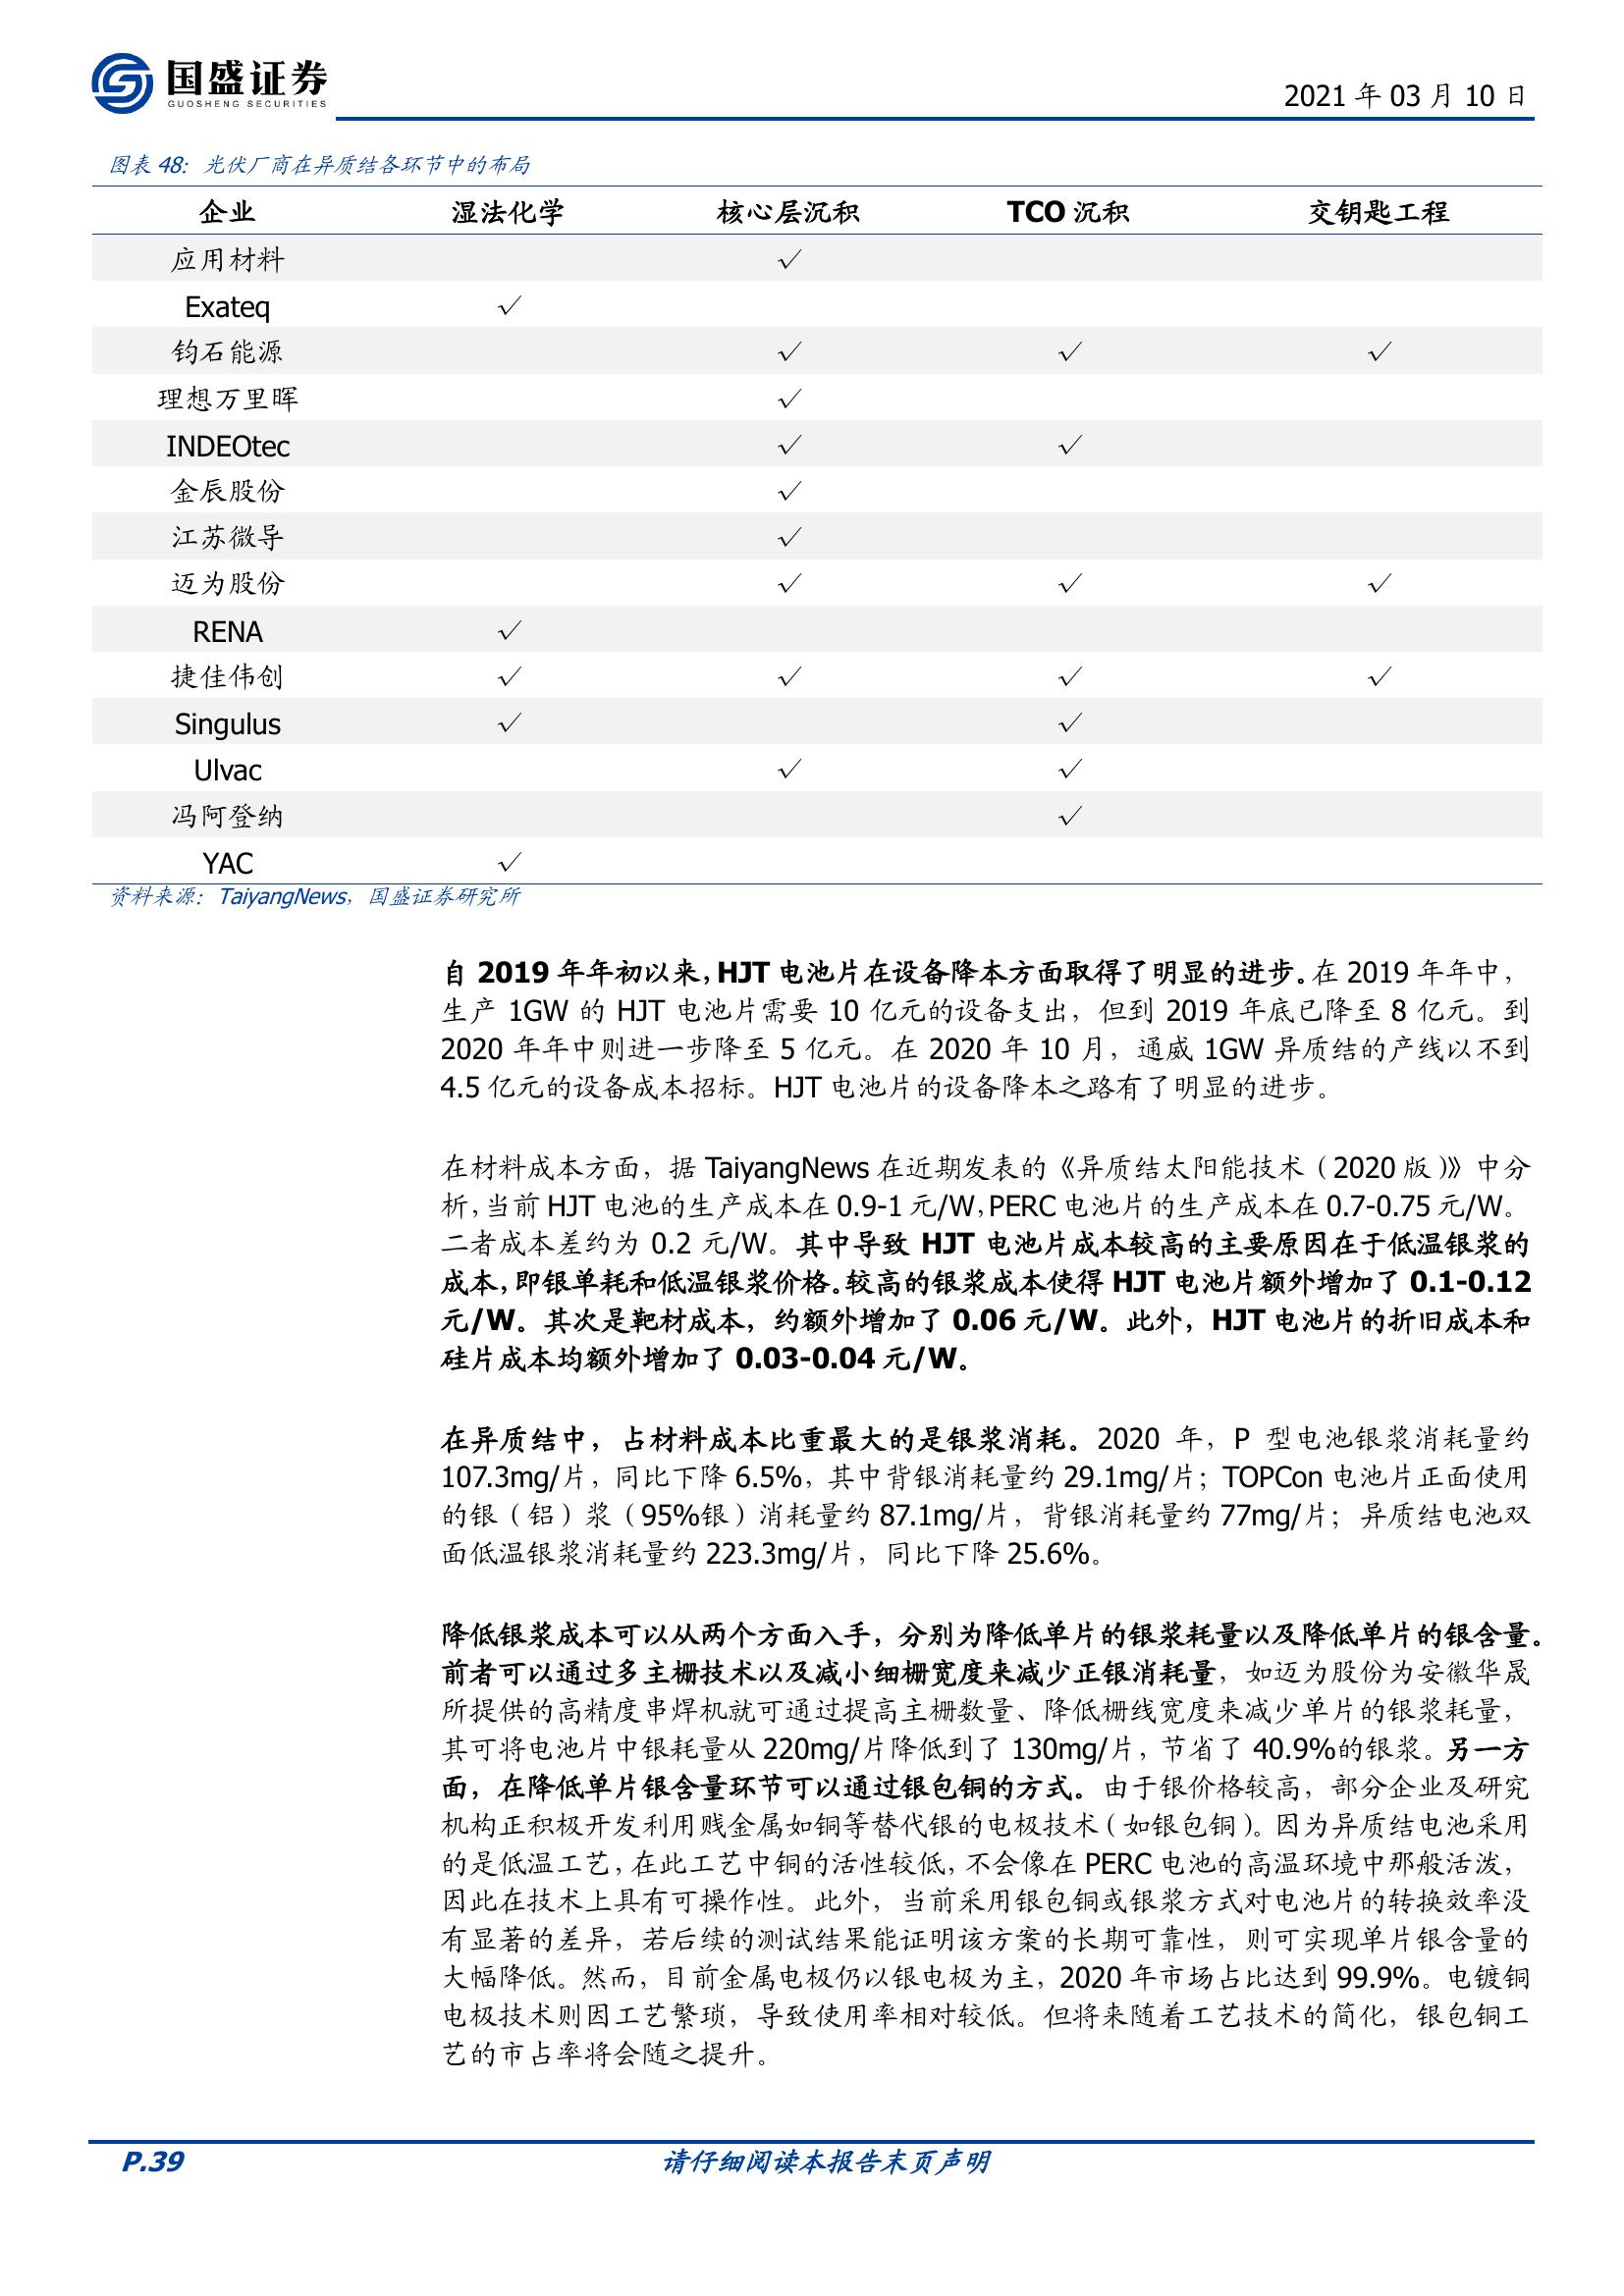 国盛证券
GUOSHENG SECURITIES
2021 年 03 月 10 日
图表 48：光伏厂商在异质结各环节中的布局
企业 湿法化学 核心层沉积 TCO 沉积 交钥匙工程
应用材料 √
Exateq √
钧石能源 √ √ √
理想万里晖 √
INDEOtec √ √
金辰股份 √
江苏微导 √
迈为股份 √ √ √
RENA √
捷佳伟创 √ √ √ √
Singulus √ √
Ulvac √ √
冯阿登纳 √
YAC √
资料来源：TaiyangNews，国盛证券研究所
自 2019 年年初以来，HJT 电池片在设备降本方面取得了明显的进步。在 2019 年年中，
生产 1GW 的 HJT 电池片需要 10 亿元的设备支出，但到 2019 年底已降至 8 亿元。到
2020 年年中则进一步降至 5 亿元。在 2020 年 10 月，通威 1GW 异质结的产线以不到
4.5 亿元的设备成本招标。HJT 电池片的设备降本之路有了明显的进步。
在材料成本方面，据 TaiyangNews 在近期发表的《异质结太阳能技术（2020 版）》中分
析，当前 HJT 电池的生产成本在 0.9-1 元/W，PERC 电池片的生产成本在 0.7-0.75 元/W。
二者成本差约为 0.2 元/W。其中导致 HJT 电池片成本较高的主要原因在于低温银浆的
成本，即银单耗和低温银浆价格。较高的银浆成本使得 HJT 电池片额外增加了 0.1-0.12
元/W。其次是靶材成本，约额外增加了 0.06 元/W。此外，HJT 电池片的折旧成本和
硅片成本均额外增加了 0.03-0.04 元/W。
在异质结中，占材料成本比重最大的是银浆消耗。2020 年，P 型电池银浆消耗量约
107.3mg/片，同比下降 6.5%，其中背银消耗量约 29.1mg/片；TOPCon 电池片正面使用
的银（铝）浆（95%银）消耗量约 87.1mg/片，背银消耗量约 77mg/片；异质结电池双
面低温银浆消耗量约 223.3mg/片，同比下降 25.6%。
降低银浆成本可以从两个方面入手，分别为降低单片的银浆耗量以及降低单片的银含量。
前者可以通过多主栅技术以及减小细栅宽度来减少正银消耗量，如迈为股份为安徽华晟
所提供的高精度串焊机就可通过提高主栅数量、降低栅线宽度来减少单片的银浆耗量，
其可将电池片中银耗量从 220mg/片降低到了 130mg/片，节省了 40.9%的银浆。另一方
面，在降低单片银含量环节可以通过银包铜的方式。由于银价格较高，部分企业及研究
机构正积极开发利用贱金属如铜等替代银的电极技术（如银包铜）。因为异质结电池采用
的是低温工艺，在此工艺中铜的活性较低，不会像在 PERC 电池的高温环境中那般活泼，
因此在技术上具有可操作性。此外，当前采用银包铜或银浆方式对电池片的转换效率没
有显著的差异，若后续的测试结果能证明该方案的长期可靠性，则可实现单片银含量的
大幅降低。然而，目前金属电极仍以银电极为主，2020 年市场占比达到 99.9%。电镀铜
电极技术则因工艺繁琐，导致使用率相对较低。但将来随着工艺技术的简化，银包铜工
艺的市占率将会随之提升。
P.39 请仔细阅读本报告末页声明